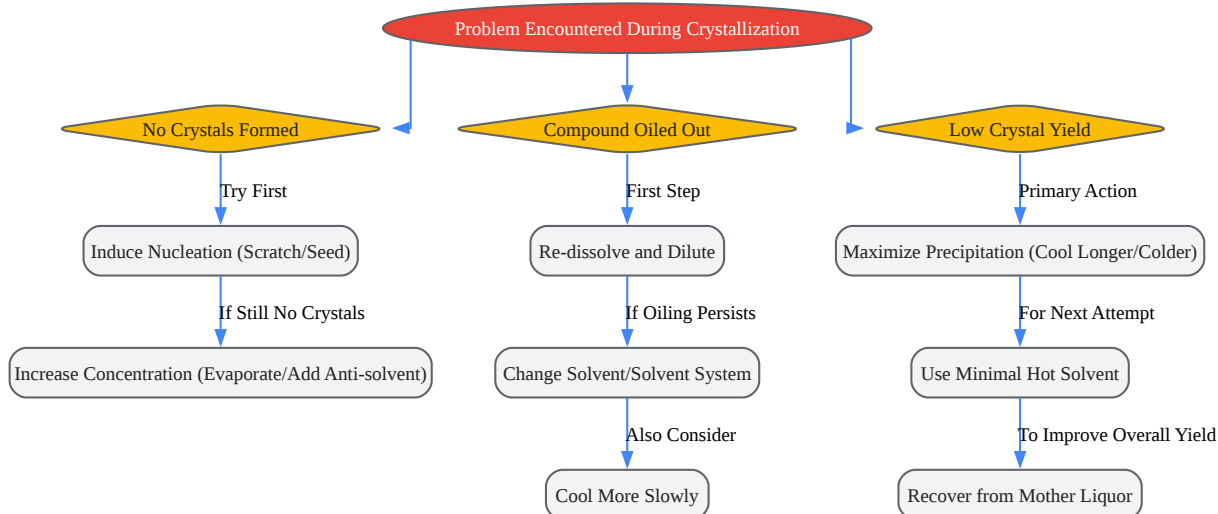 Problem Encountered During Crystallization
No Crystals Formed
Compound Oiled Out
Low Crystal Yield
Try First
First Step
Primary Action
Induce Nucleation (Scratch/Seed)
Re-dissolve and Dilute
Maximize Precipitation (Cool Longer/Colder)
If Still No Crystals
If Oiling Persists
For Next Attempt
Increase Concentration (Evaporate/Add Anti-solvent)
Change Solvent/Solvent System
Use Minimal Hot Solvent
Also Consider
To Improve Overall Yield
Cool More Slowly
Recover from Mother Liquor